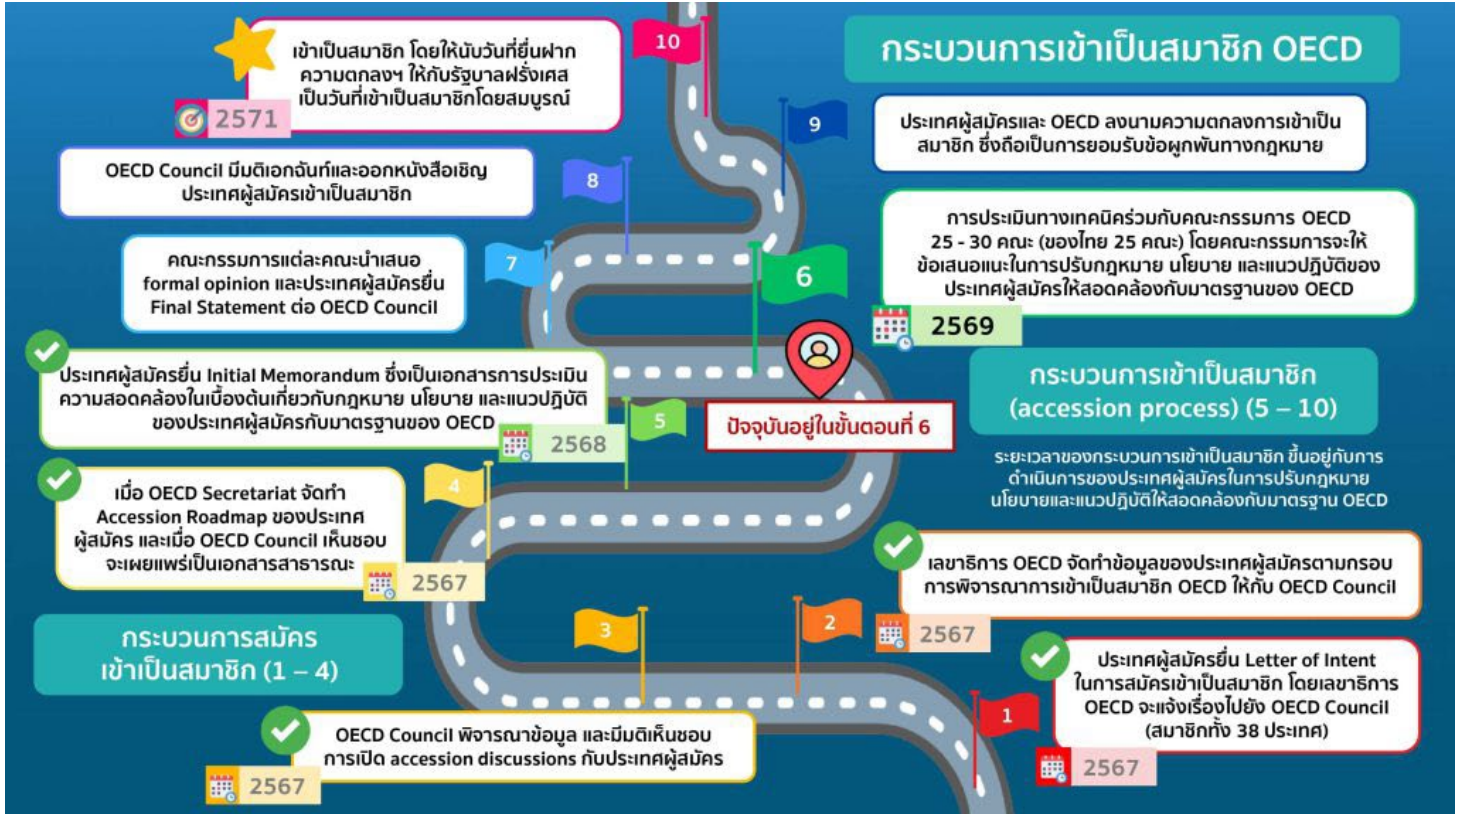 กระบวนการเข้าเป็นสมาชิก OECD
10
เข้าเป็นสมาชิก โดยให้นับวันที่ยื่นฝาก
ความตกลงฯ ให้กับรัฐบาลฝรั่งเศส
เป็นวันที่เข้าเป็นสมาชิกโดยสมบูรณ์
2571
9
ประเทศผู้สมัครและ OECD ลงนามความตกลงการเข้าเป็น
สมาชิก ซึ่งถือเป็นการยอมรับข้อผูกพันทางกฎหมาย
8
OECD Council มีมติเอกฉันท์และออกหนังสือเชิญ
ประเทศผู้สมัครเข้าเป็นสมาชิก
7
คณะกรรมการแต่ละคณะนำเสนอ
formal opinion และประเทศผู้สมัครยื่น
Final Statement ต่อ OECD Council
6
การประเมินทางเทคนิคร่วมกับคณะกรรมการ OECD
25 - 30 คณะ (ของไทย 25 คณะ) โดยคณะกรรมการจะให้
ข้อเสนอแนะในการปรับกฎหมาย นโยบาย และแนวปฏิบัติของ
ประเทศผู้สมัครให้สอดคล้องกับมาตรฐานของ OECD
2569
ปัจจุบันอยู่ในขั้นตอนที่ 6
กระบวนการเข้าเป็นสมาชิก
(accession process) (5 – 10)
ระยะเวลาของกระบวนการเข้าเป็นสมาชิก ขึ้นอยู่กับการ
ดำเนินการของประเทศผู้สมัครในการปรับกฎหมาย
นโยบายและแนวปฏิบัติให้สอดคล้องกับมาตรฐาน OECD
5
ประเทศผู้สมัครยื่น Initial Memorandum ซึ่งเป็นเอกสารการประเมิน
ความสอดคล้องในเบื้องต้นเกี่ยวกับกฎหมาย นโยบาย และแนวปฏิบัติ
ของประเทศผู้สมัครกับมาตรฐานของ OECD
2568
4
เมื่อ OECD Secretariat จัดทำ
Accession Roadmap ของประเทศ
ผู้สมัคร และเมื่อ OECD Council เห็นชอบ
จะเผยแพร่เป็นเอกสารสาธารณะ
2567
กระบวนการสมัคร
เข้าเป็นสมาชิก (1 – 4)
3
OECD Council พิจารณาข้อมูล และมีมติเห็นชอบ
การเปิด accession discussions กับประเทศผู้สมัคร
2567
2
เลขาธิการ OECD จัดทำข้อมูลของประเทศผู้สมัครตามกรอบ
การพิจารณาการเข้าเป็นสมาชิก OECD ให้กับ OECD Council
2567
1
ประเทศผู้สมัครยื่น Letter of Intent
ในการสมัครเข้าเป็นสมาชิก โดยเลขาธิการ
OECD จะแจ้งเรื่องไปยัง OECD Council
(สมาชิกทั้ง 38 ประเทศ)
2567